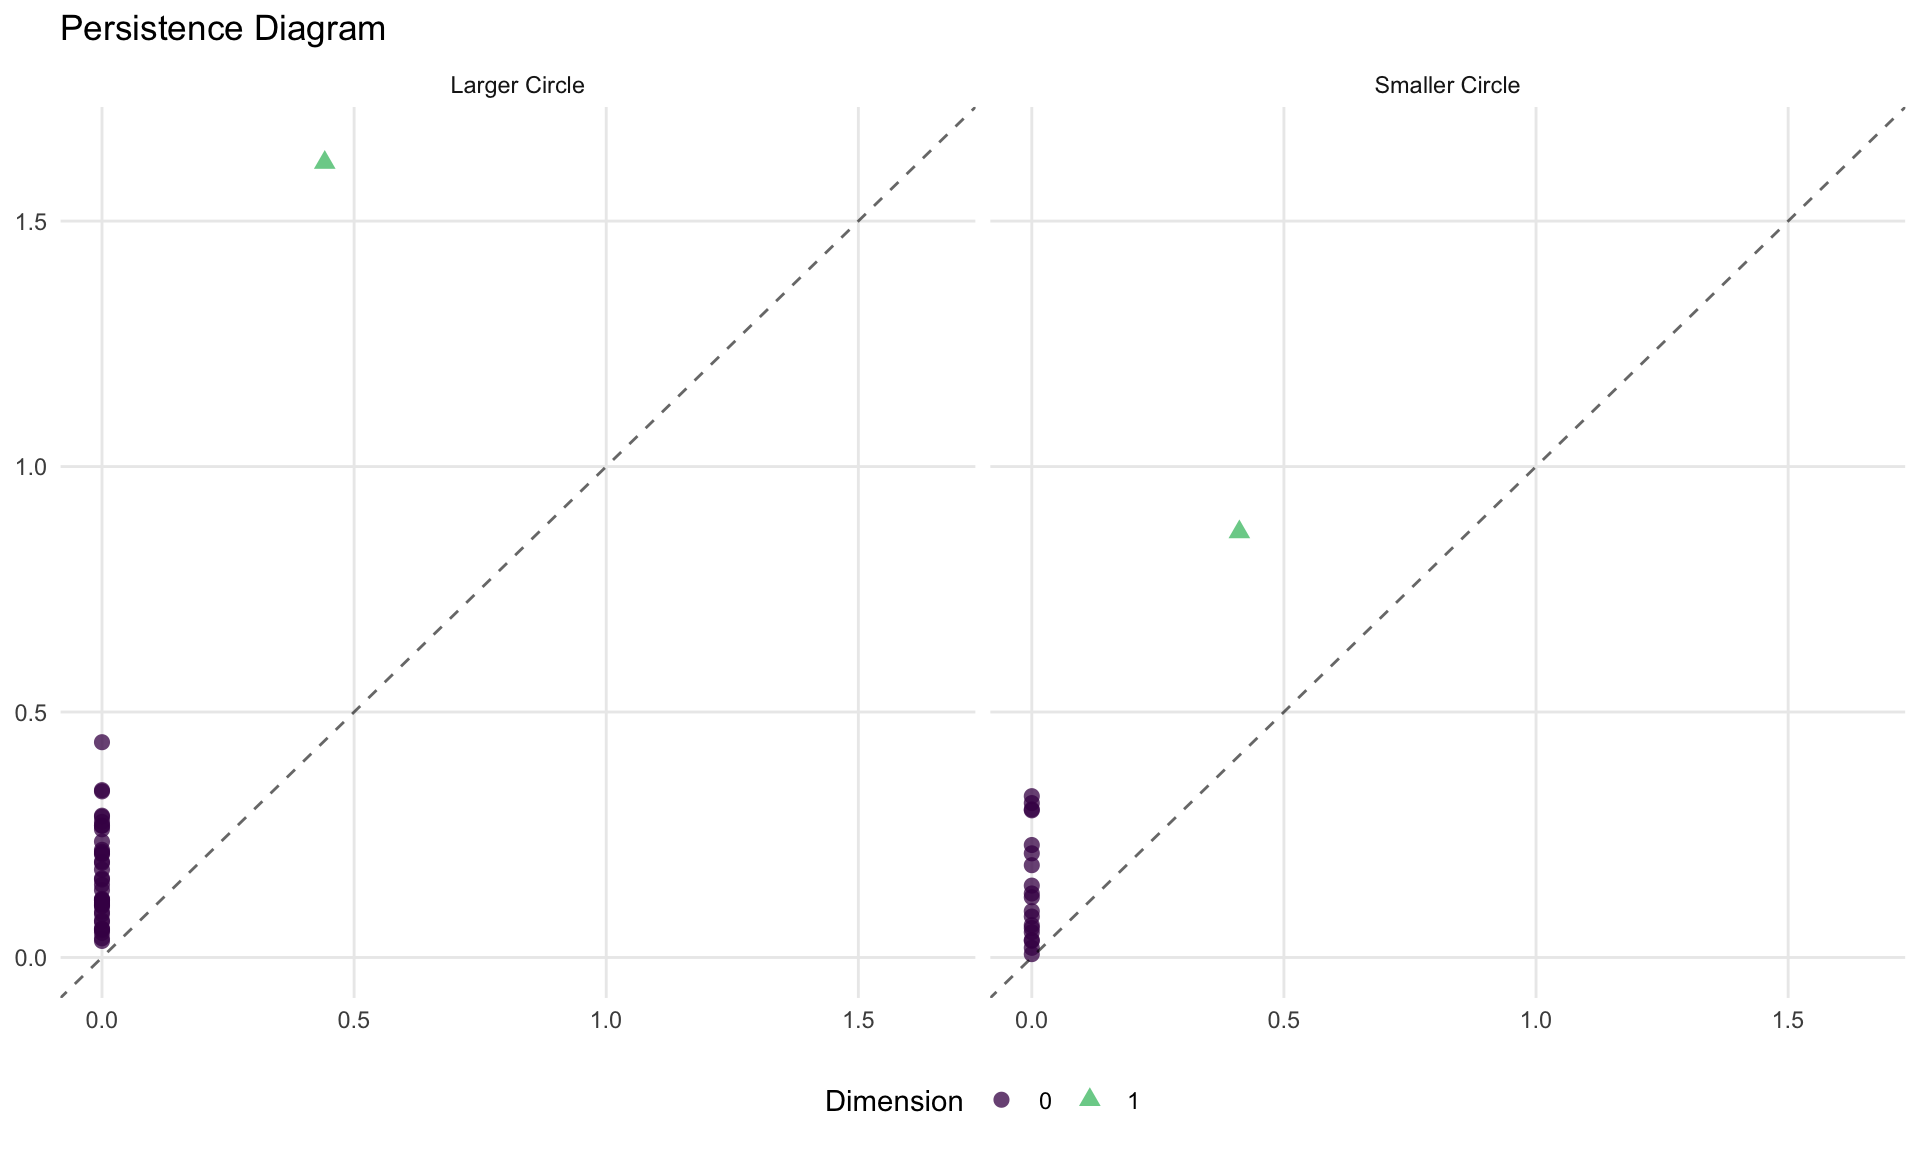 Persistence Diagram
Larger Circle
Smaller Circle
1.5
1.0
0.5
0.0
0.0 0.5 1.0 1.5
0.0 0.5 1.0 1.5
Dimension 0 1